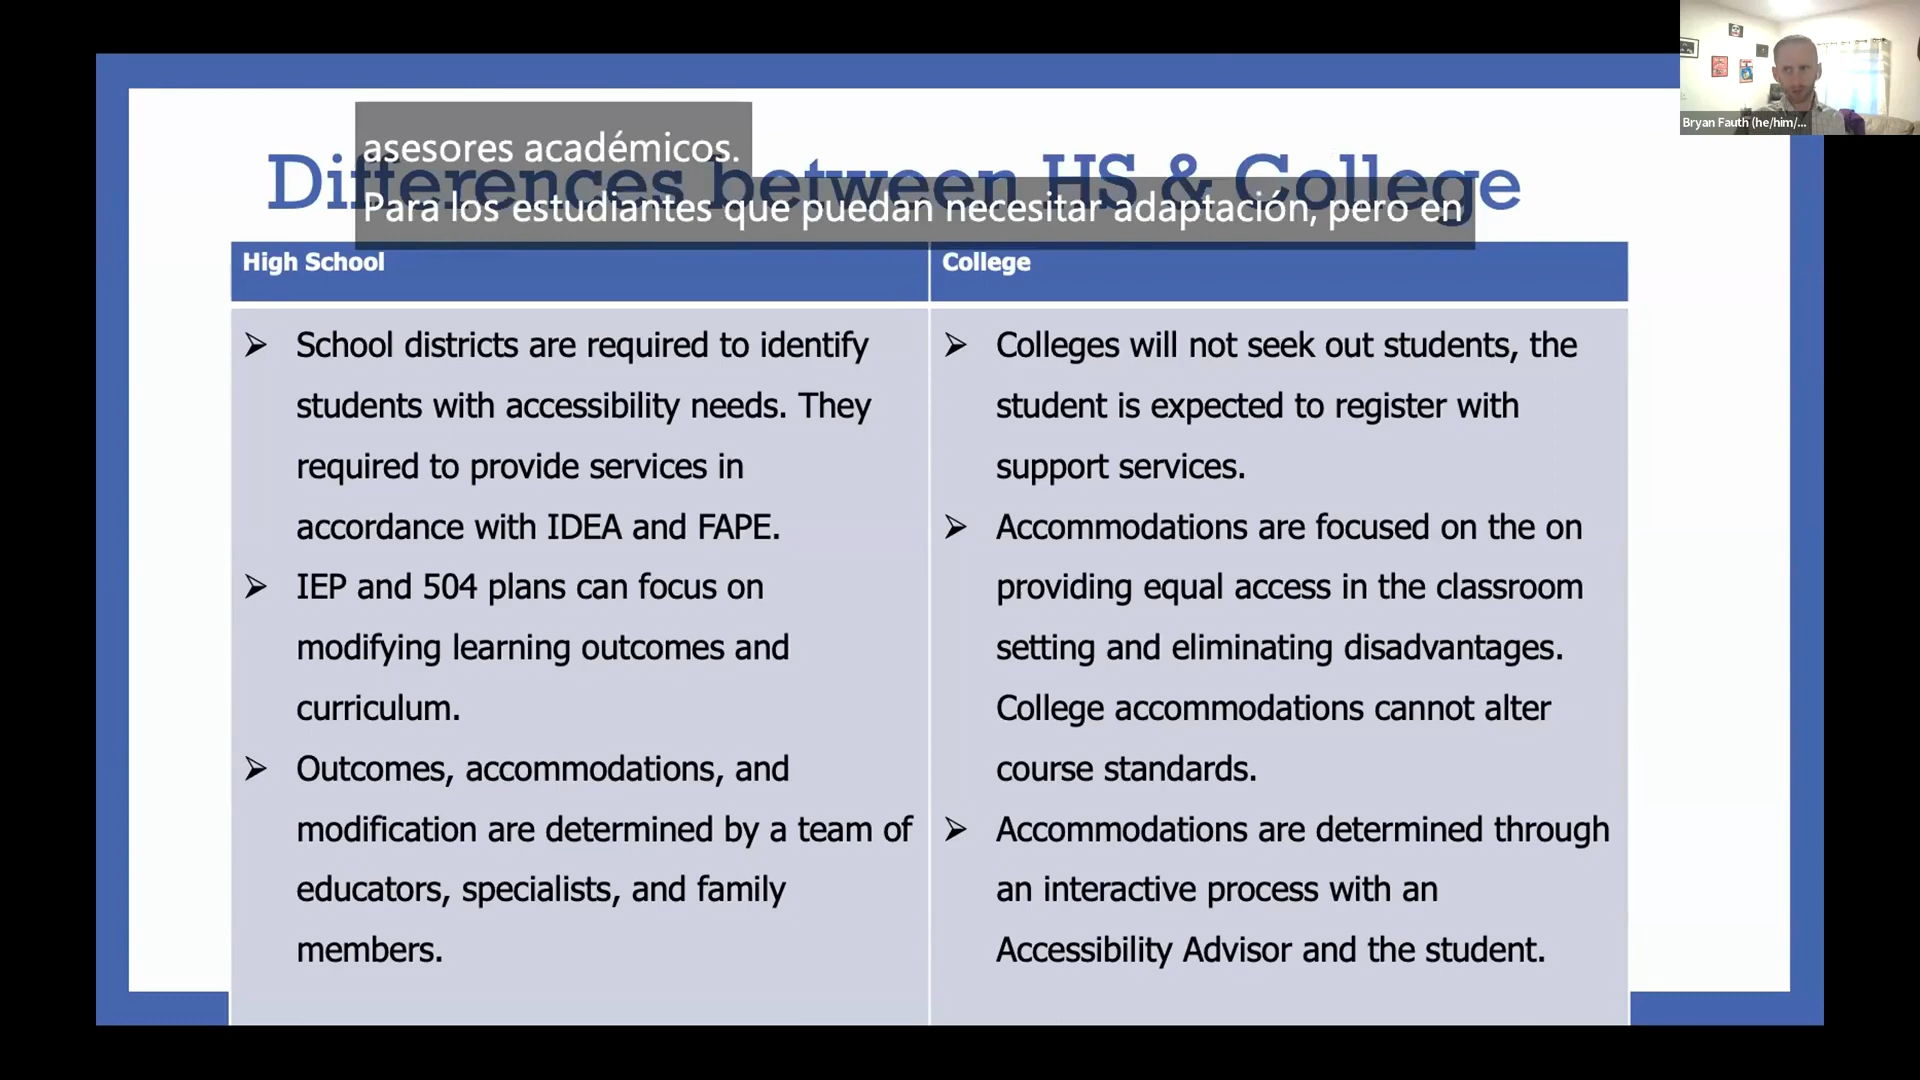 Bryan Fauth (he/him/...
asesores académicos.
Differences between HS & College
Para los estudiantes que puedan necesitar adaptación, pero en
High School
School districts are required to identify
students with accessibility needs. They
required to provide services in
accordance with IDEA and FAPE.
IEP and 504 plans can focus on
modifying learning outcomes and
curriculum.
Outcomes, accommodations, and
modification are determined by a team of
educators, specialists, and family
members.
College
Colleges will not seek out students, the
student is expected to register with
support services.
Accommodations are focused on the on
providing equal access in the classroom
setting and eliminating disadvantages.
College accommodations cannot alter
course standards.
Accommodations are determined through
an interactive process with an
Accessibility Advisor and the student.